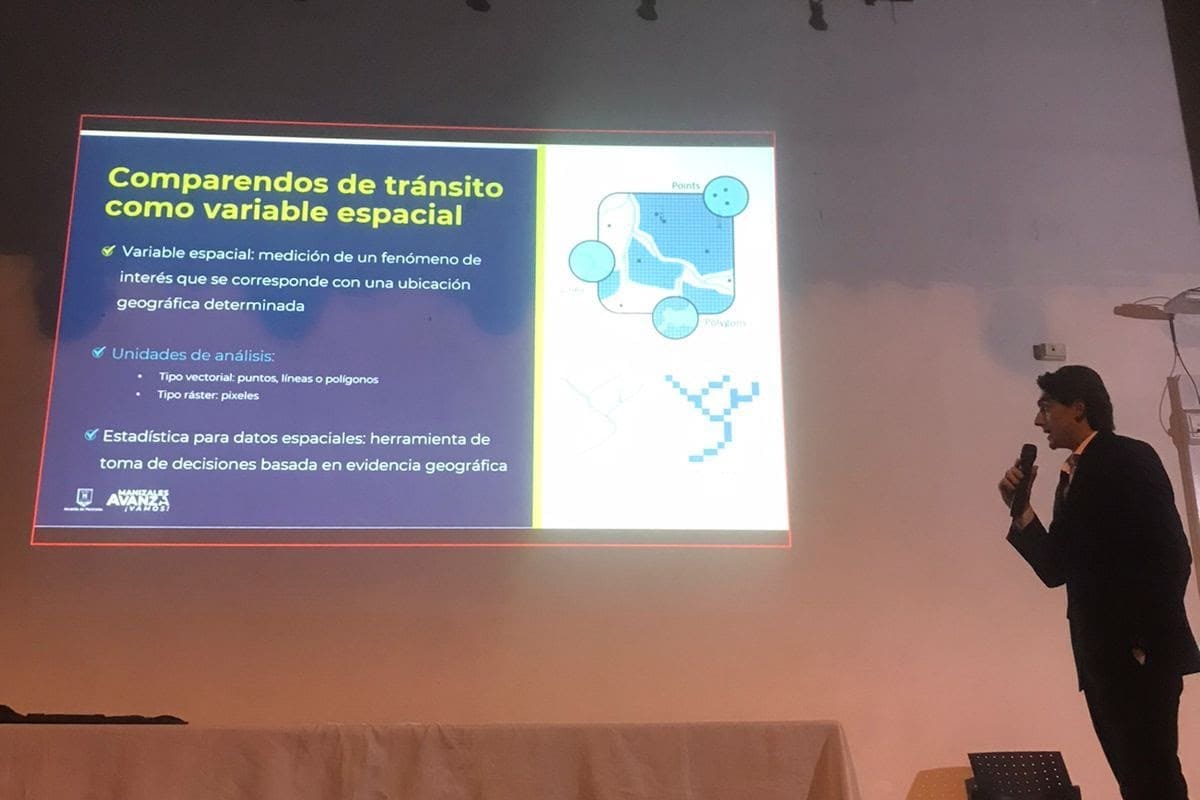 Comparendos de tránsito
como variable espacial
Variable espacial: medición de un fenómeno de
interés que se corresponde con una ubicación
geográfica determinada
Unidades de análisis:
• Tipo vectorial: puntos, líneas o polígonos
• Tipo ráster: pixeles
Estadística para datos espaciales: herramienta de
toma de decisiones basada en evidencia geográfica
MANIZALES
AVANZA
¡VAMOS!
Points
Polygons